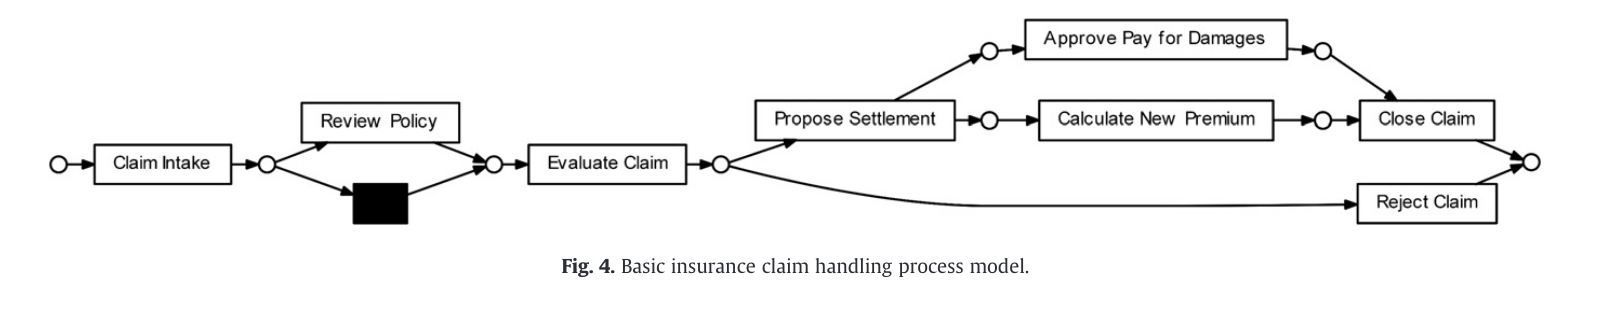 Approve Pay for Damages
Review Policy
Propose Settlement
Calculate New Premium
Close Claim
Claim Intake
Evaluate Claim
Reject Claim
Fig. 4. Basic insurance claim handling process model.